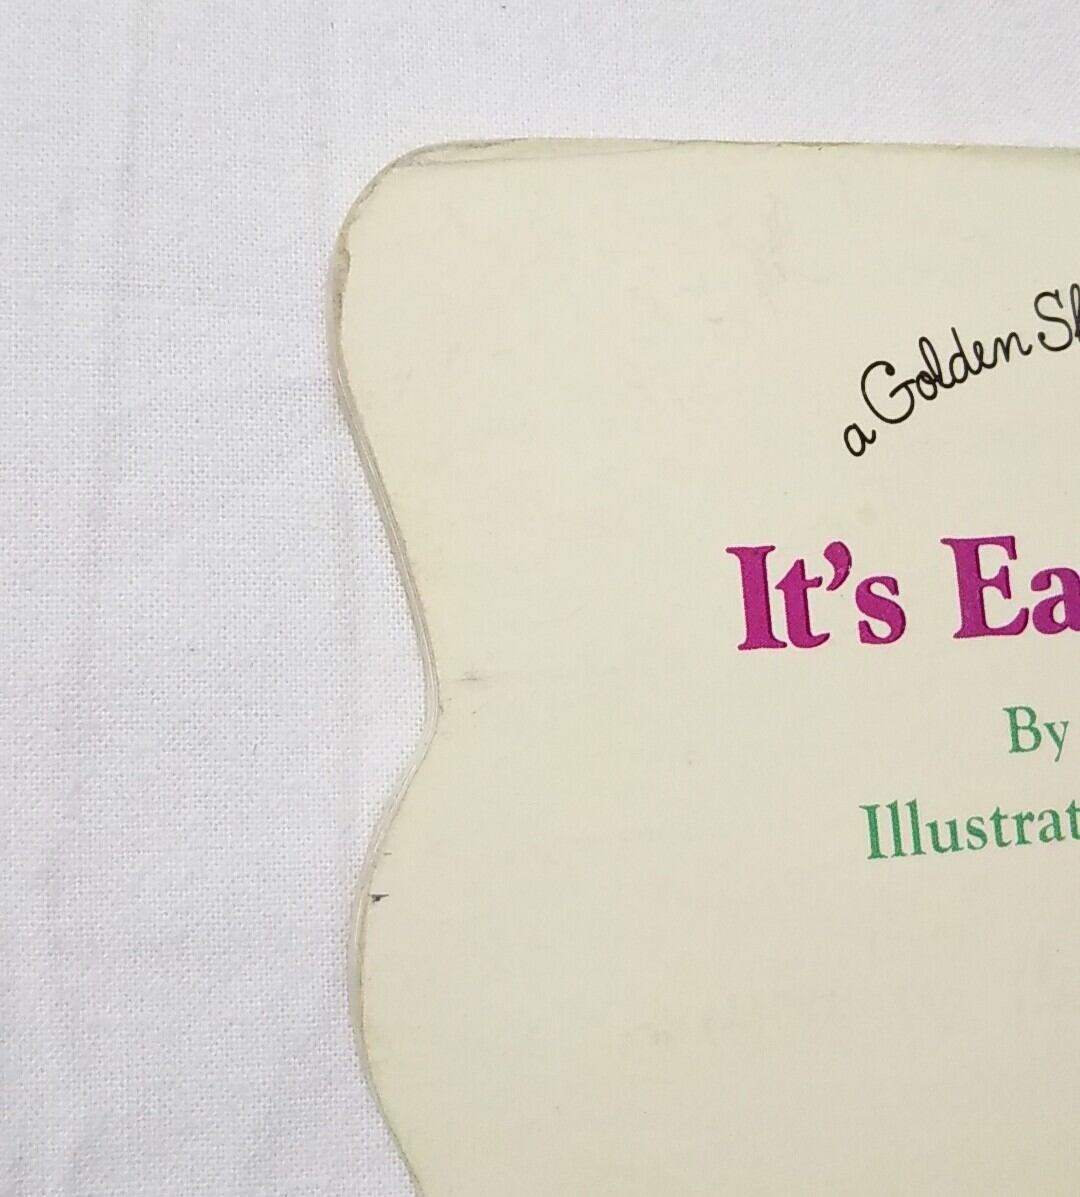 a Golden Sh
It's Ea
By
Illustrat